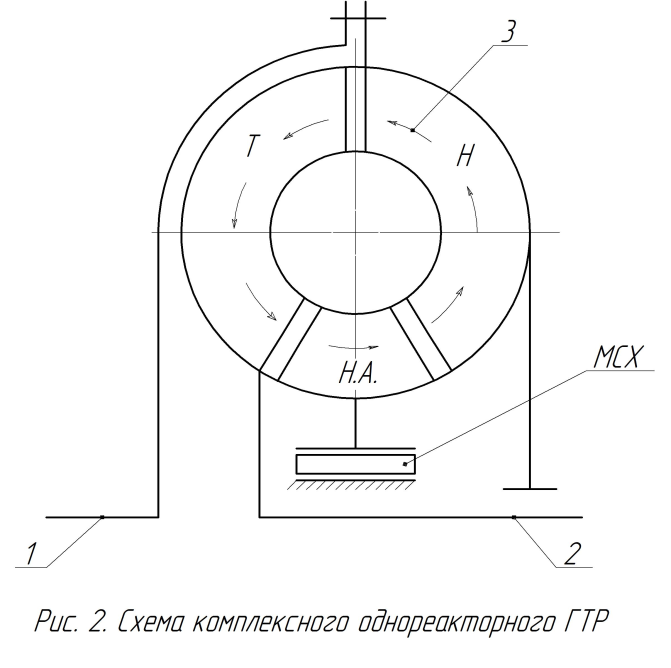 3
Т
Н
Н.А.
МСХ
1
2
Рис. 2. Схема комплексного однореакторного ГТР